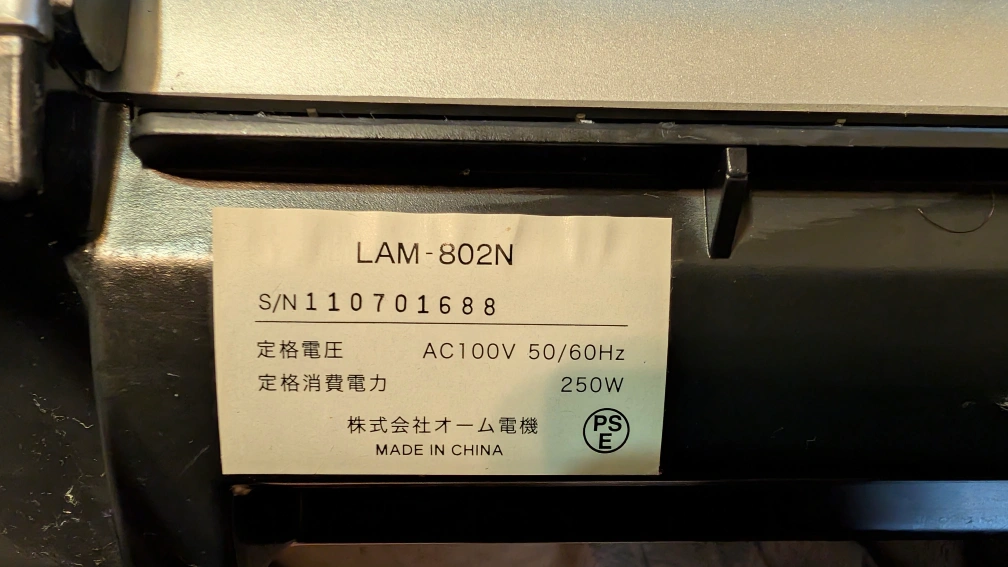 LAM-802N
S/N 110701688
定格電圧 AC100V 50/60Hz
定格消費電力 250W
株式会社オーム電機
MADE IN CHINA
PS
E